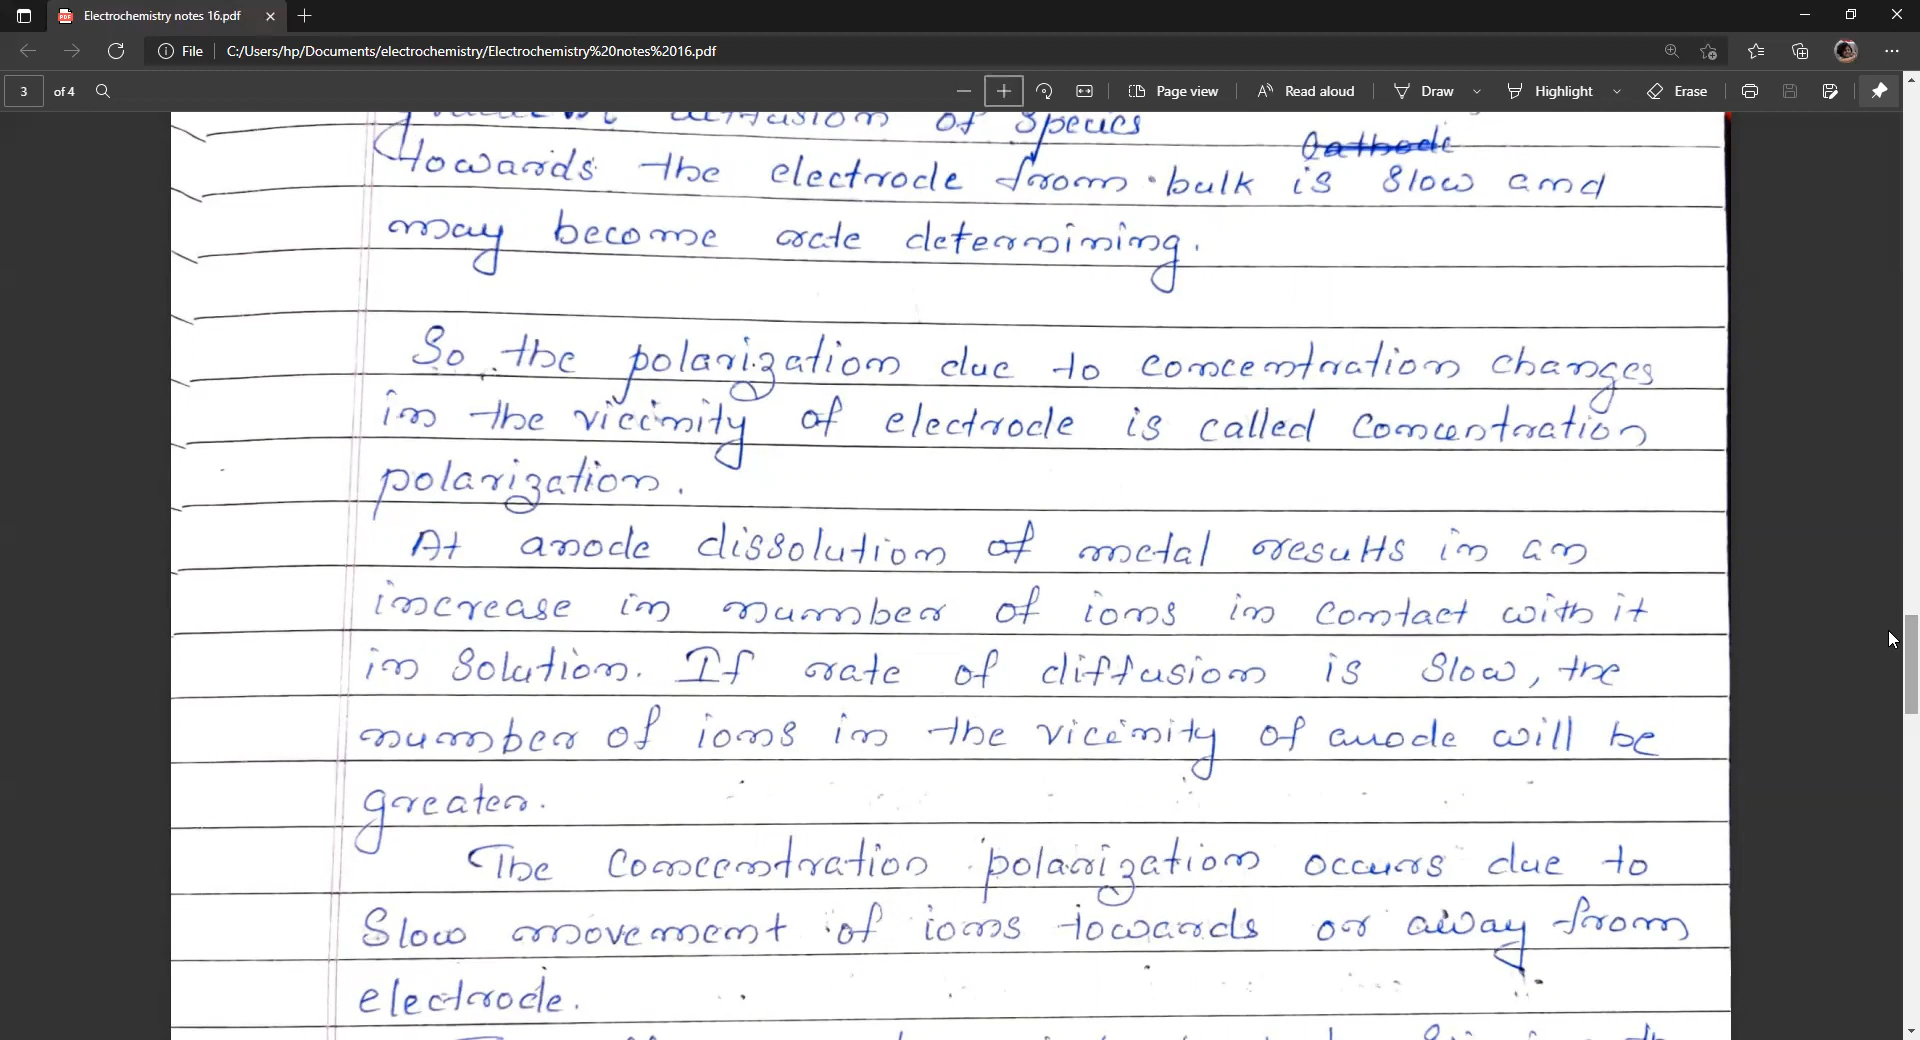 Electrochemistry notes 16.pdf
File
C:/Users/hp/Documents/electrochemistry/Electrochemistry%20notes%2016.pdf
3 of 4
Page view
Read aloud
Draw
Highlight
Erase
diffusion of Species
Cathode
towards the electrode from bulk is slow and
may become rate determining.
So the polarization due to concentration changes
in the vicinity of electrode is called Concentration
polarization.
At anode dissolution of metal results in an
increase in number of ions in contact with it
in solution. If rate of diffusion is slow, the
number of ions in the vicinity of anode will be
greater.
The Concentration polarization occurs due to
Slow movement of ions towards or away from
electrode.